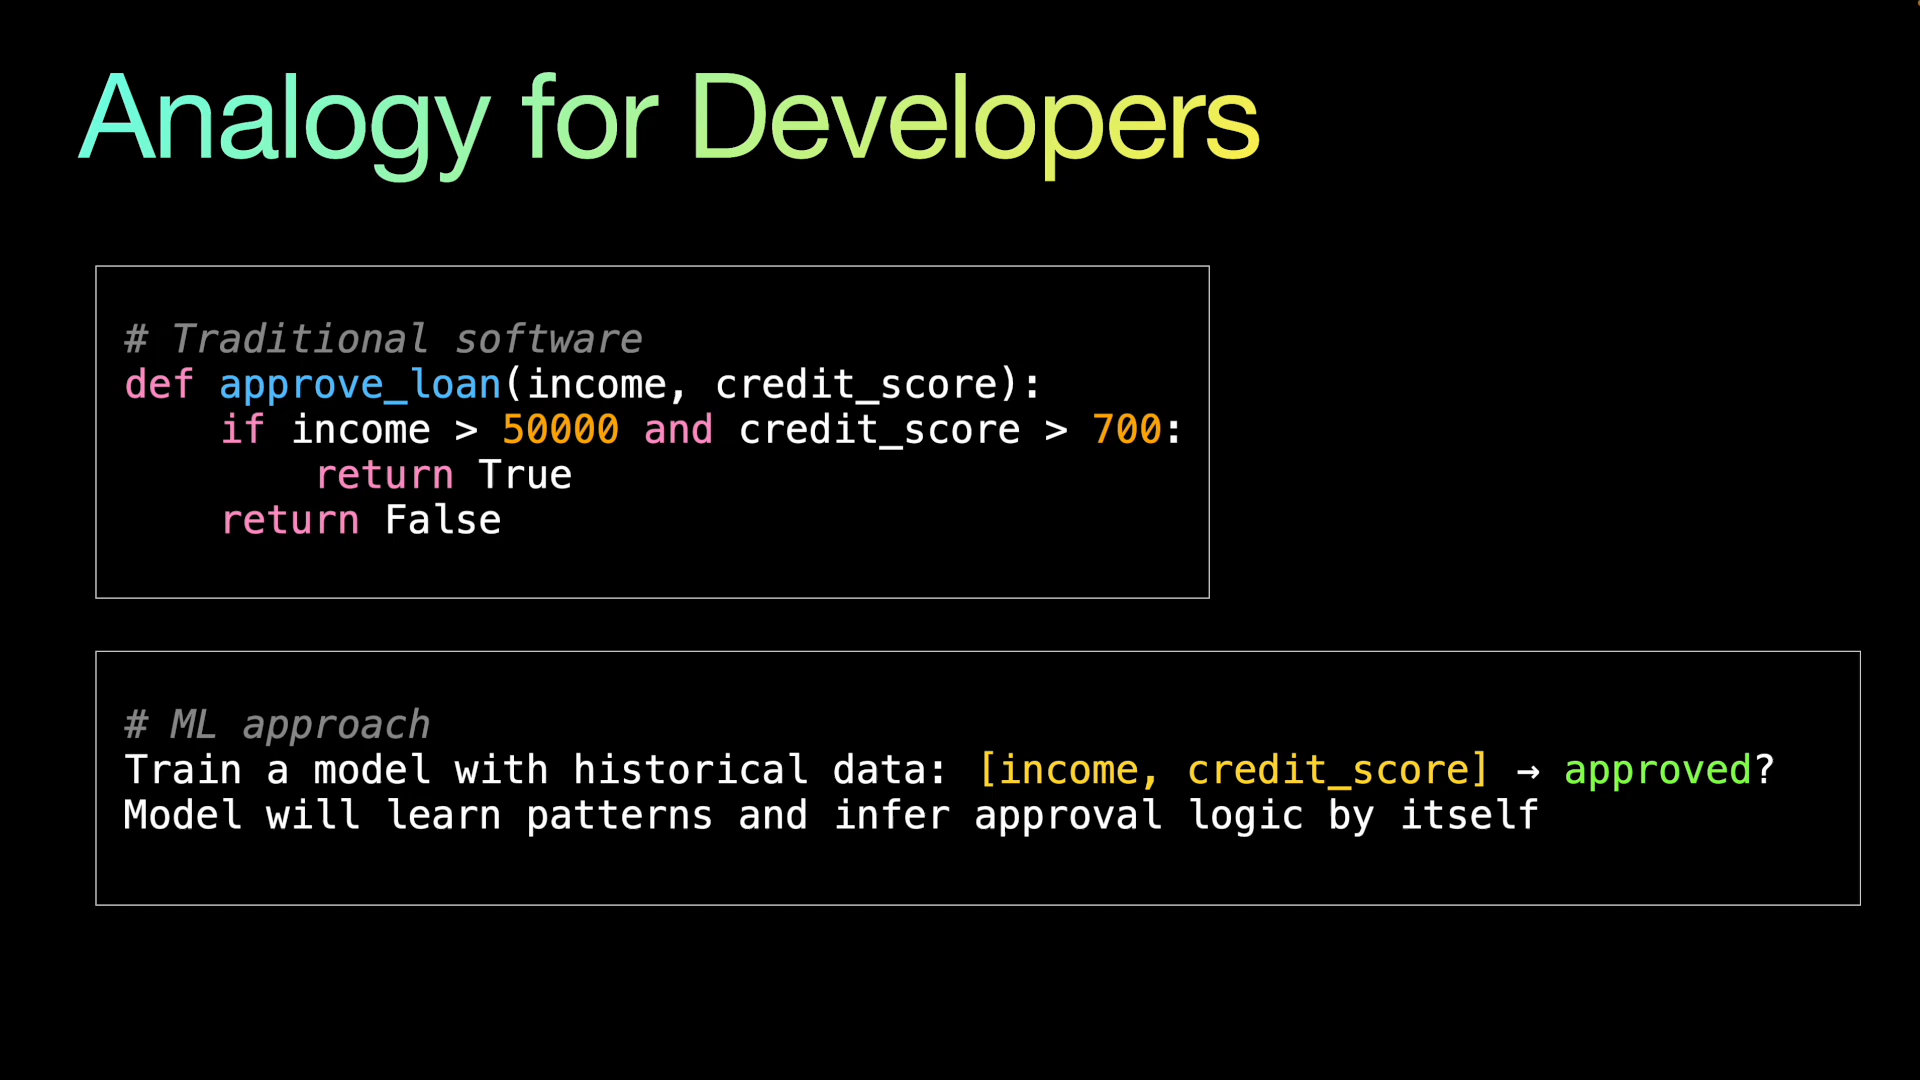 Analogy for Developers
# Traditional software
def approve_loan(income, credit_score):
    if income > 50000 and credit_score > 700:
        return True
    return False
# ML approach
Train a model with historical data: [income, credit_score] → approved?
Model will learn patterns and infer approval logic by itself